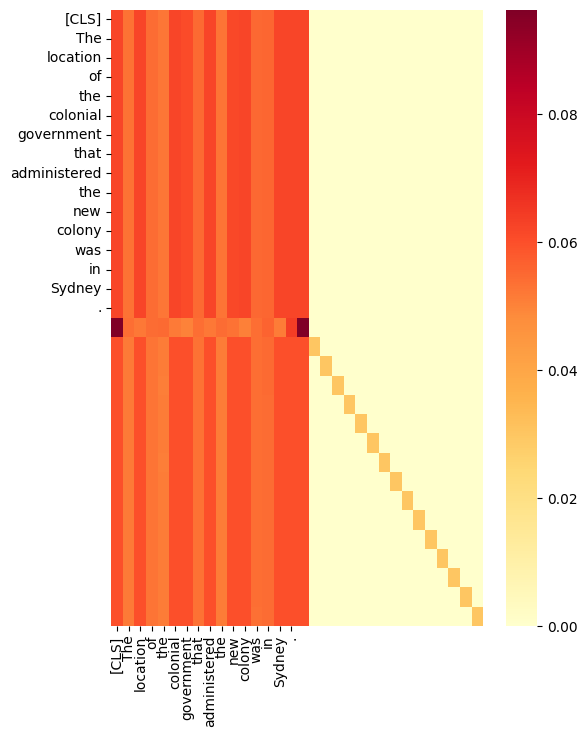 [CLS]
The
location
of
the
colonial
government
that
administered
the
new
colony
was
in
Sydney
.
0.08
0.06
0.04
0.02
0.00
[CLS]
The
location
of
the
colonial
government
that
administered
the
new
colony
was
in
Sydney
.